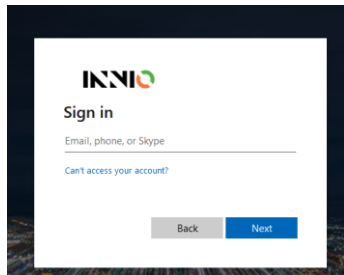 INNIO
Sign in
Email, phone, or Skype
Can't access your account?
Back Next